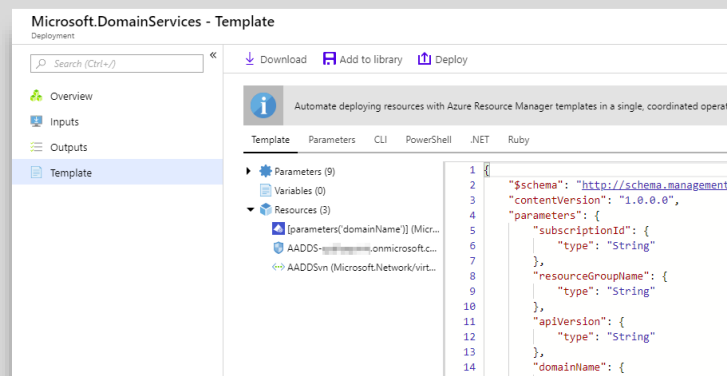 Microsoft.DomainServices - Template
Deployment
Search (Ctrl+/)
«
Download Add to library Deploy
Overview
Inputs
Outputs
Template
Automate deploying resources with Azure Resource Manager templates in a single, coordinated operat
Template Parameters CLI PowerShell .NET Ruby
Parameters (9)
Variables (0)
Resources (3)
[parameters('domainName')] (Micr...
AADDS- .onmicrosoft.c...
AADDSvn (Microsoft.Network/virt...
1 {
2 "$schema": "http://schema.management
3 "contentVersion": "1.0.0.0",
4 "parameters": {
5 "subscriptionId": {
6 "type": "String"
7 },
8 "resourceGroupName": {
9 "type": "String"
10 },
11 "apiVersion": {
12 "type": "String"
13 },
14 "domainName": {